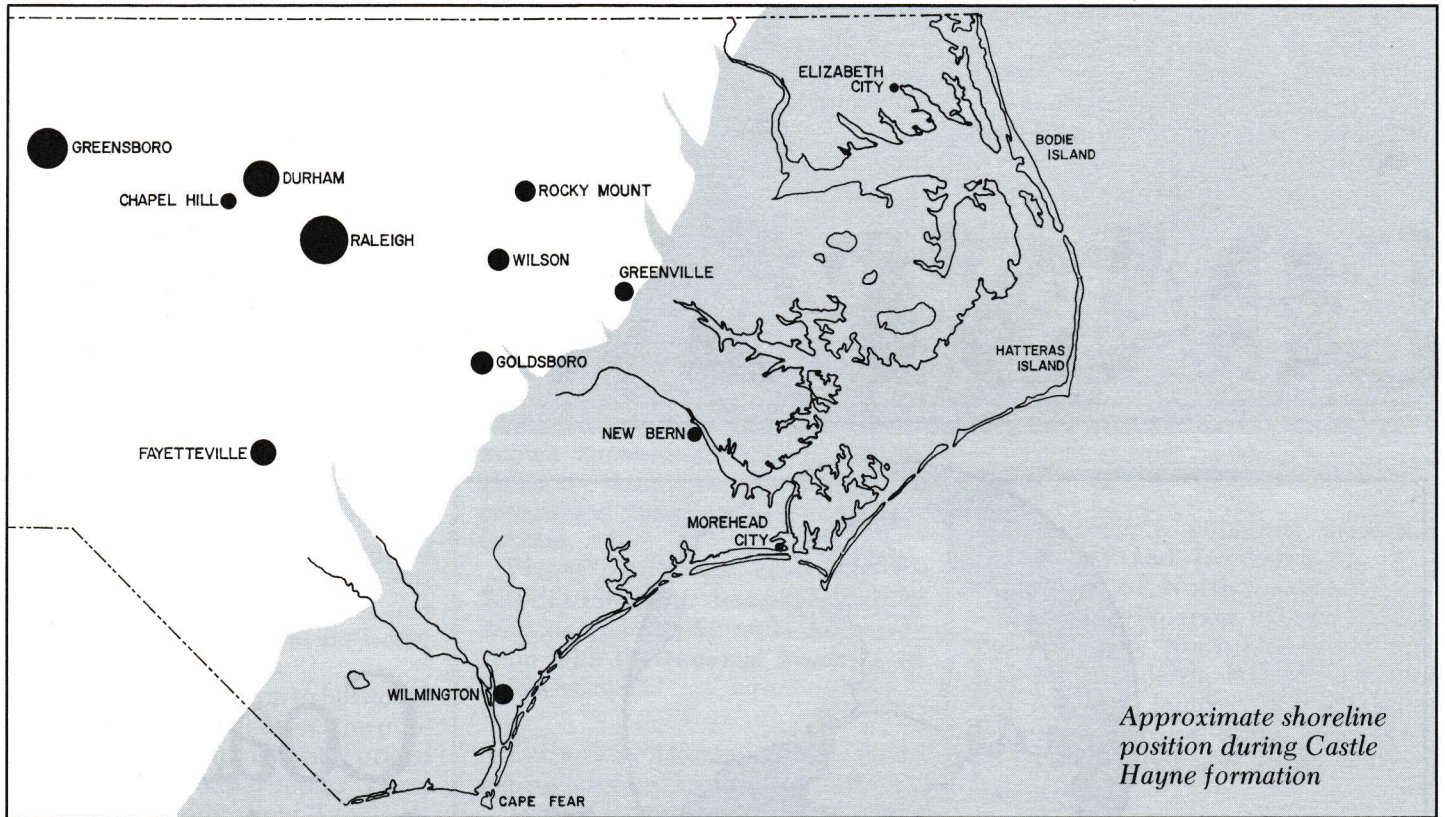 ELIZABETH
CITY
BODIE
ISLAND
GREENSBORO
DURHAM
CHAPEL HILL
ROCKY MOUNT
RALEIGH
WILSON
GREENVILLE
GOLDSBORO
HATTERAS
ISLAND
NEW BERN
FAYETTEVILLE
MOREHEAD
CITY
WILMINGTON
CAPE FEAR
Approximate shoreline
position during Castle
Hayne formation